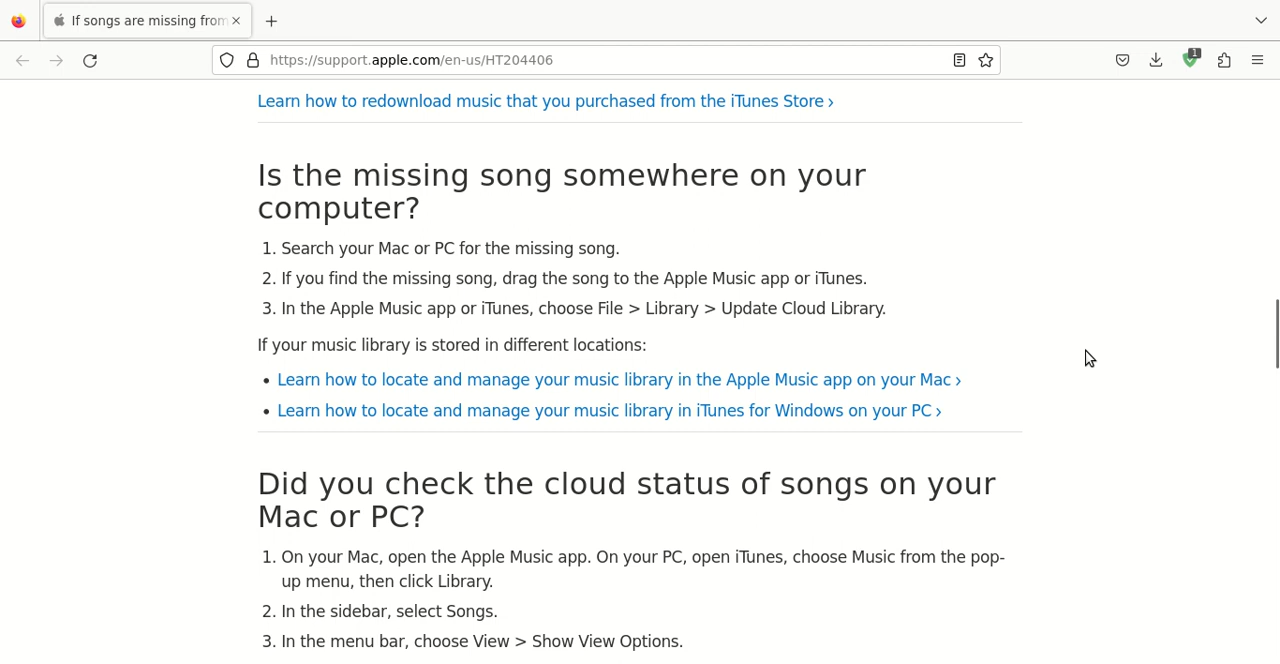 If songs are missing from
https://support.apple.com/en-us/HT204406
1
Learn how to redownload music that you purchased from the iTunes Store ›
Is the missing song somewhere on your
computer?
1. Search your Mac or PC for the missing song.
2. If you find the missing song, drag the song to the Apple Music app or iTunes.
3. In the Apple Music app or iTunes, choose File > Library > Update Cloud Library.
If your music library is stored in different locations:
• Learn how to locate and manage your music library in the Apple Music app on your Mac ›
• Learn how to locate and manage your music library in iTunes for Windows on your PC ›
Did you check the cloud status of songs on your
Mac or PC?
1. On your Mac, open the Apple Music app. On your PC, open iTunes, choose Music from the pop-
up menu, then click Library.
2. In the sidebar, select Songs.
3. In the menu bar, choose View > Show View Options.